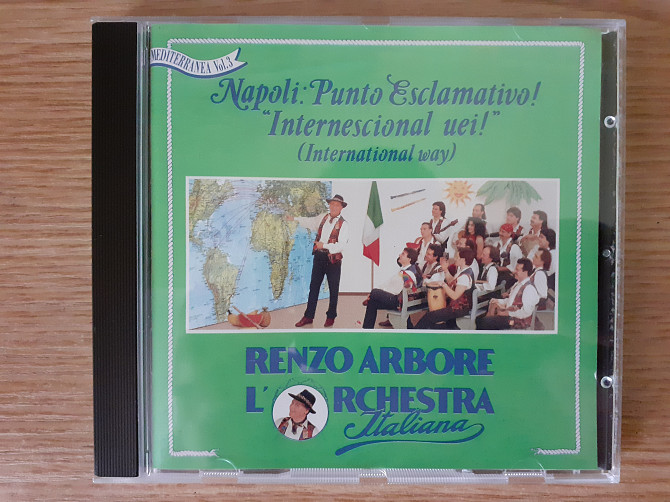 MEDITERRANEA Vol.3
Napoli: Punto Esclamativo!
"Internescional uei!"
(International way)
RENZO ARBORE
L'ORCHESTRA
Italiana